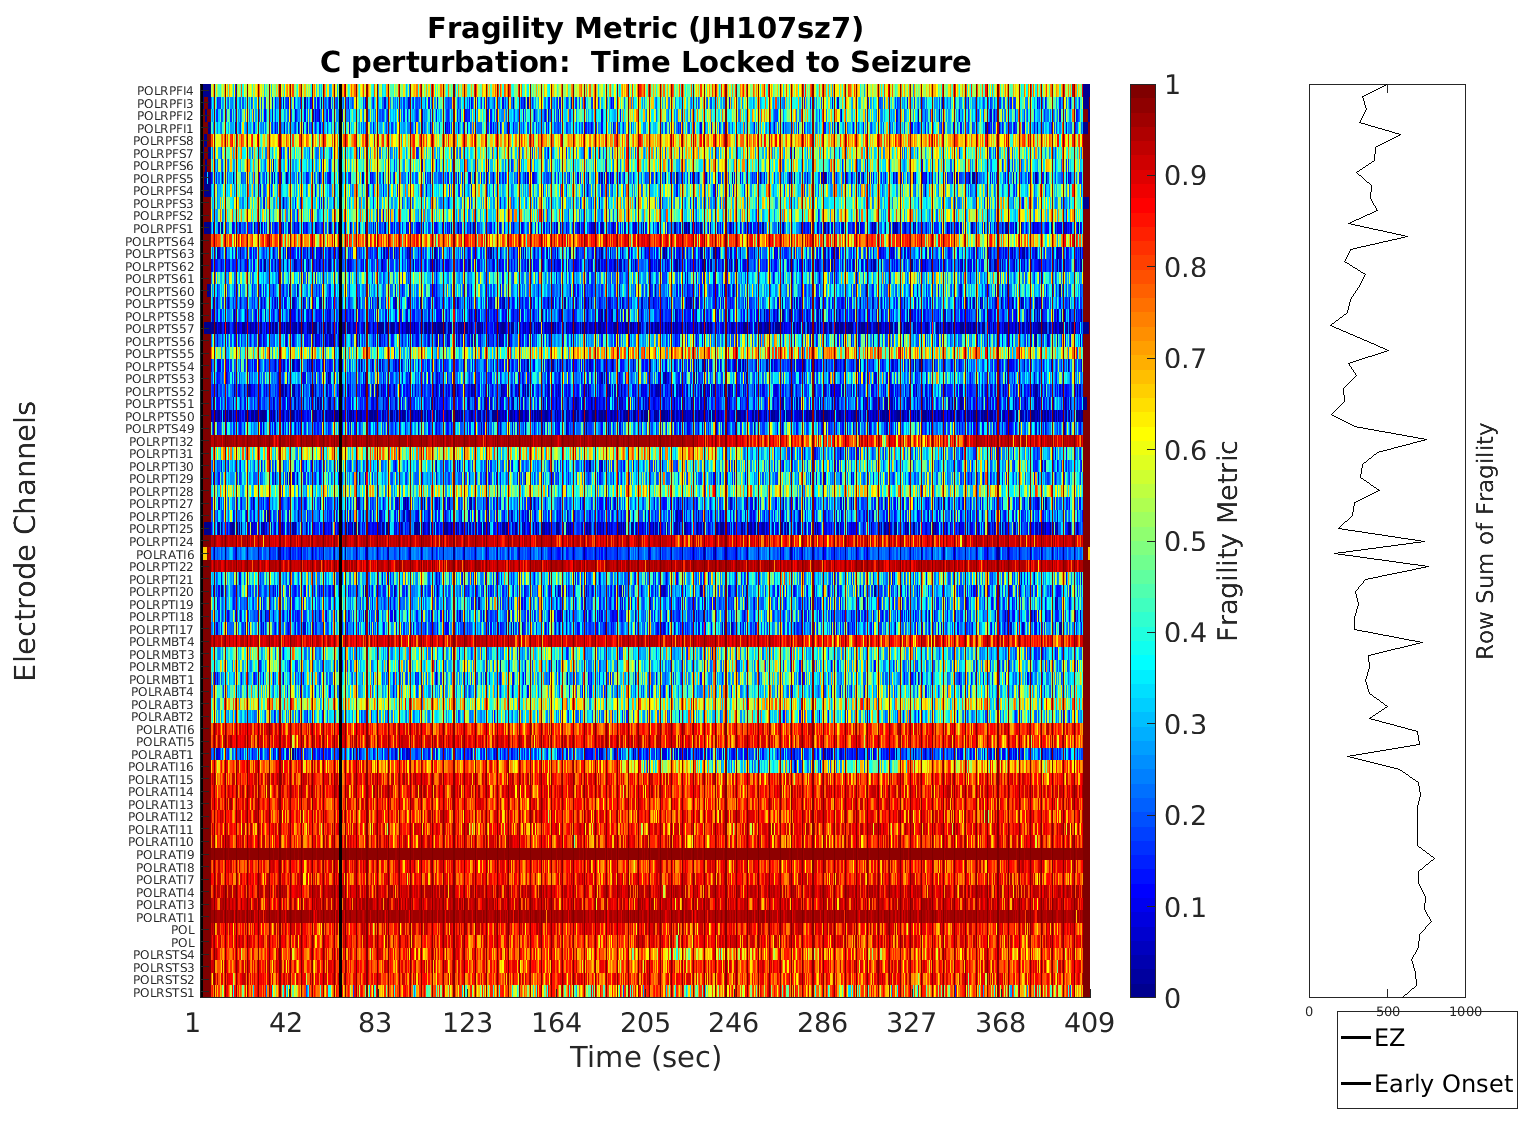 Fragility Metric (JH107sz7)
C perturbation: Time Locked to Seizure
Electrode Channels
POLRPFI4
POLRPFI3
POLRPFI2
POLRPFI1
POLRPFS8
POLRPFS7
POLRPFS6
POLRPFS5
POLRPFS4
POLRPFS3
POLRPFS2
POLRPFS1
POLRPTS64
POLRPTS63
POLRPTS62
POLRPTS61
POLRPTS60
POLRPTS59
POLRPTS58
POLRPTS57
POLRPTS56
POLRPTS55
POLRPTS54
POLRPTS53
POLRPTS52
POLRPTS51
POLRPTS50
POLRPTS49
POLRPTI32
POLRPTI31
POLRPTI30
POLRPTI29
POLRPTI28
POLRPTI27
POLRPTI26
POLRPTI25
POLRPTI24
POLRATI6
POLRPTI22
POLRPTI21
POLRPTI20
POLRPTI19
POLRPTI18
POLRPTI17
POLRMBT4
POLRMBT3
POLRMBT2
POLRMBT1
POLRABT4
POLRABT3
POLRABT2
POLRATI6
POLRATI5
POLRABT1
POLRATI16
POLRATI15
POLRATI14
POLRATI13
POLRATI12
POLRATI11
POLRATI10
POLRATI9
POLRATI8
POLRATI7
POLRATI4
POLRATI3
POLRATI1
POL
POL
POLRSTS4
POLRSTS3
POLRSTS2
POLRSTS1
1 42 83 123 164 205 246 286 327 368 409
Time (sec)
1
0.9
0.8
0.7
0.6
0.5
0.4
0.3
0.2
0.1
0
Fragility Metric
0 500 1000
Row Sum of Fragility
EZ
Early Onset